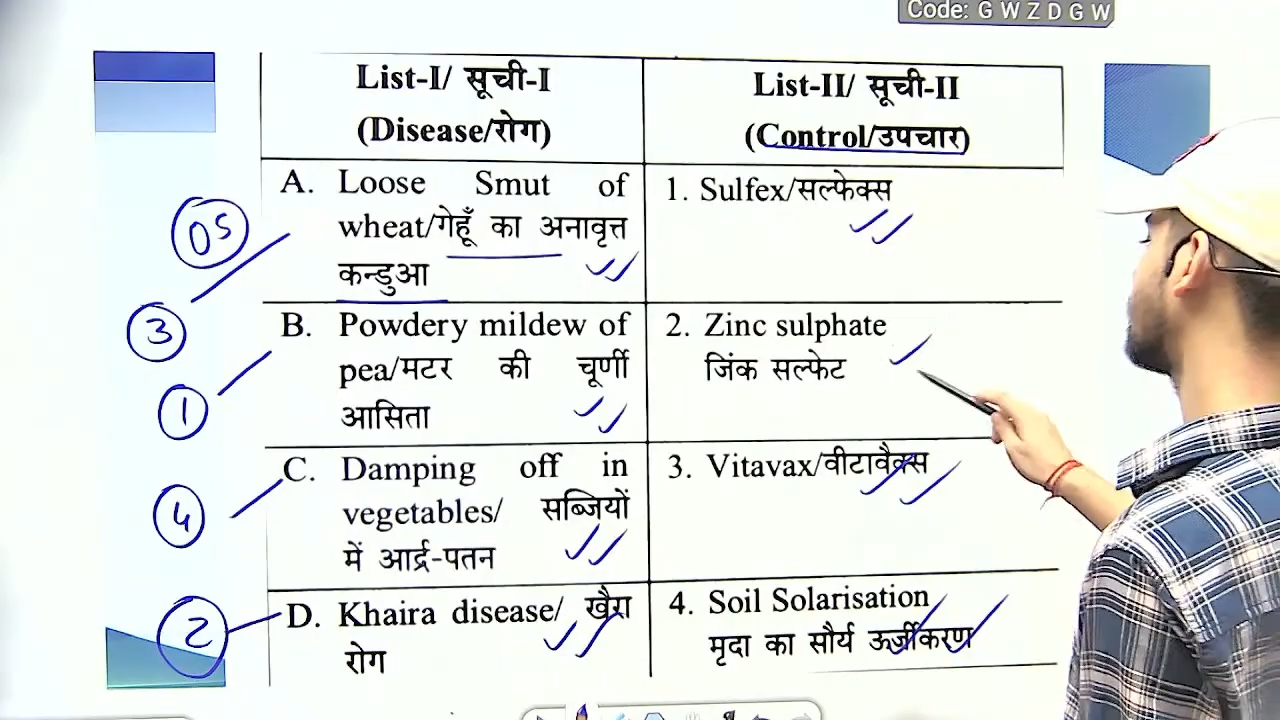 Code: G W Z D G W
List-I/ सूची-I
(Disease/रोग)
List-II/ सूची-II
(Control/उपचार)
A. Loose Smut of
wheat/गेहूँ का अनावृत्त
कन्डुआ
1. Sulfex/सल्फेक्स
05
3
B. Powdery mildew of
pea/मटर की चूर्णी
आसिता
2. Zinc sulphate
जिंक सल्फेट
1
C. Damping off in
vegetables/ सब्जियों
में आर्द्र-पतन
3. Vitavax/वीटावैक्स
4
D. Khaira disease/ खैरा
रोग
4. Soil Solarisation
मृदा का सौर्य ऊर्जीकरण
2